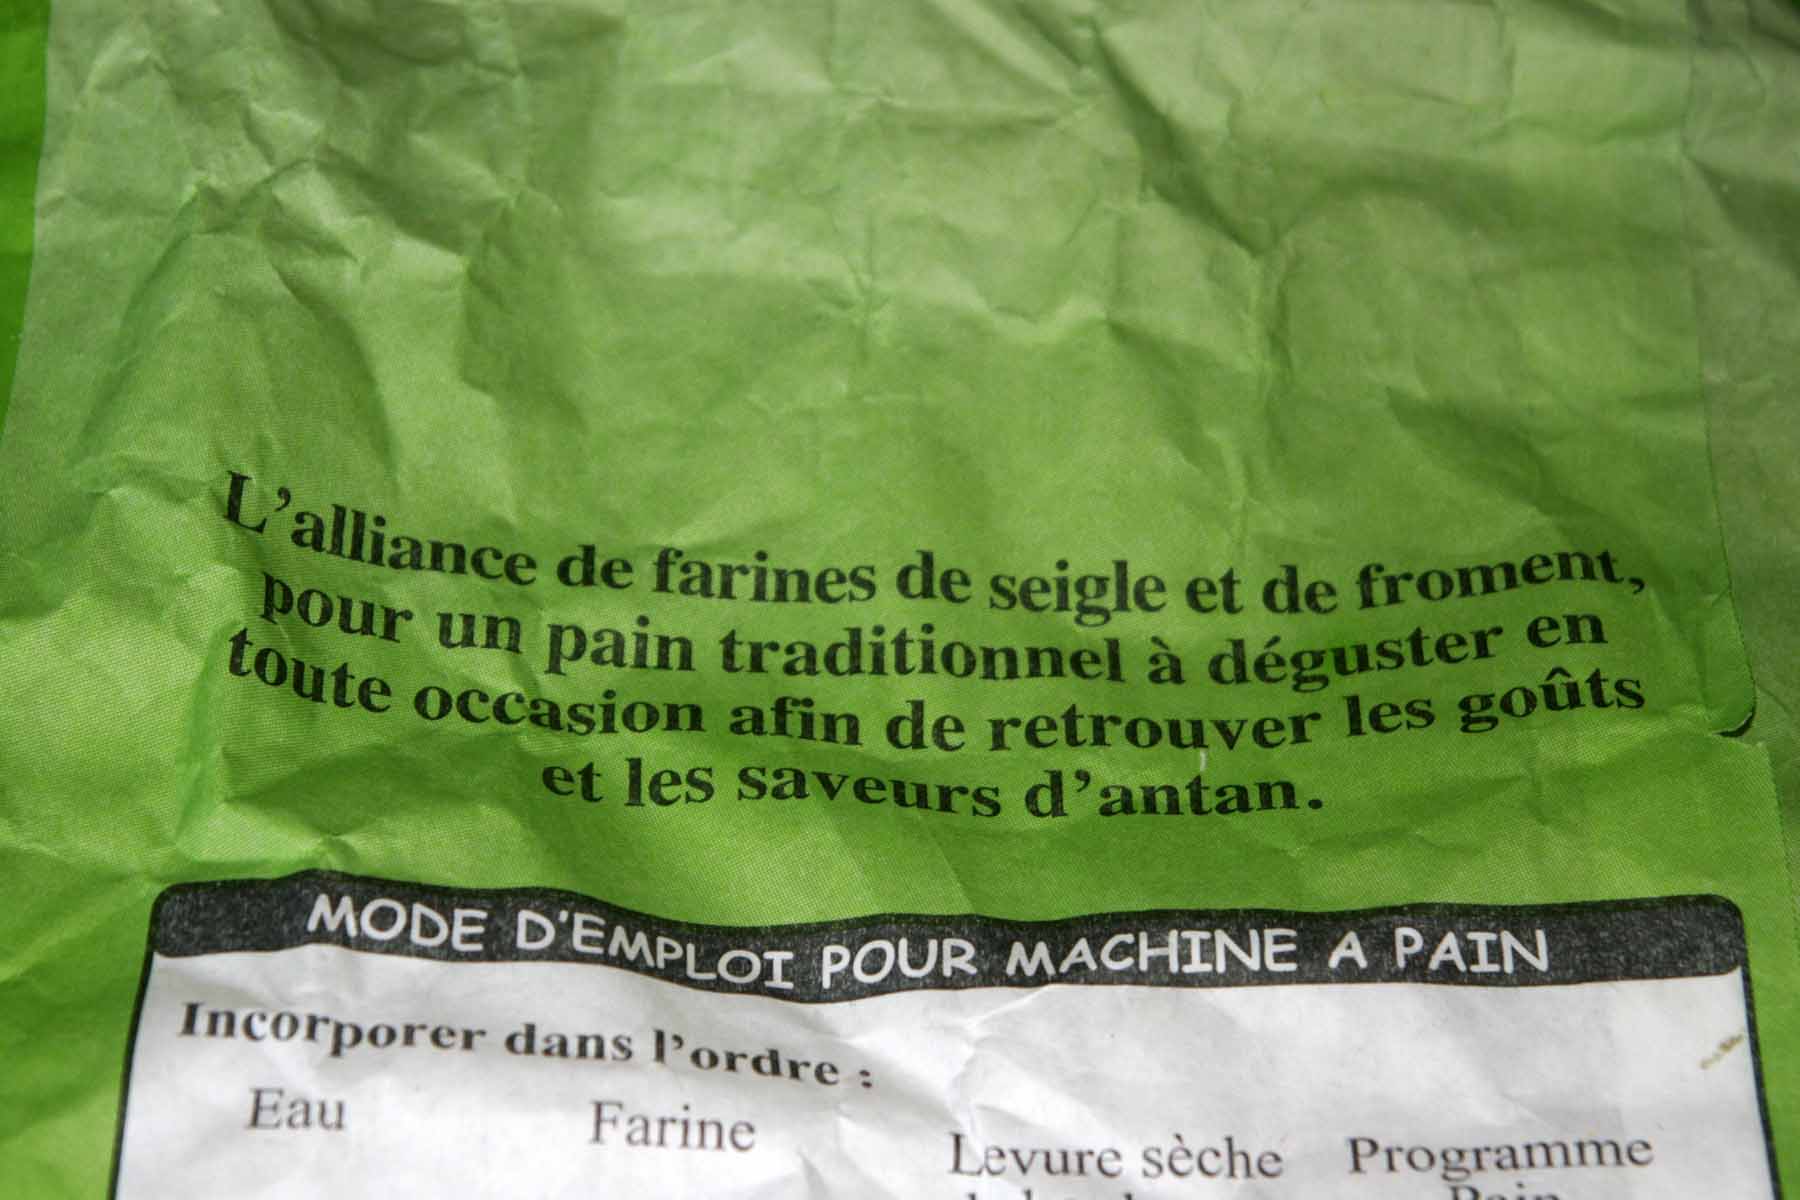 L'alliance de farines de seigle et de froment,
pour un pain traditionnel à déguster en
toute occasion afin de retrouver les goûts
et les saveurs d'antan.
MODE D'EMPLOI POUR MACHINE A PAIN
Incorporer dans l'ordre :
Eau Farine Levure sèche Programme
Pain